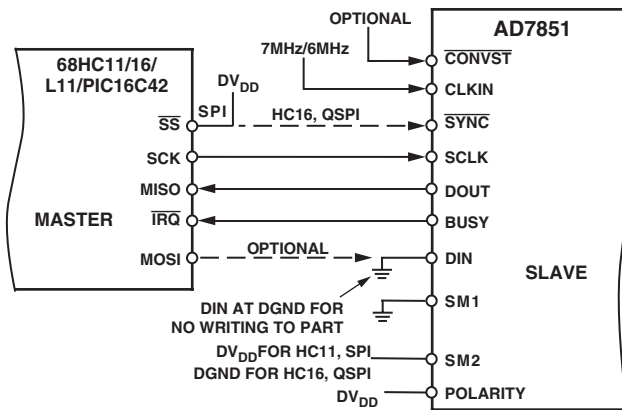 OPTIONAL
AD7851
7MHz/6MHz
68HC11/16/
L11/PIC16C42
DVDD
CONVST
CLKIN
SPI
HC16, QSPI
SS
SYNC
SCK
SCLK
MISO
DOUT
IRQ
BUSY
MASTER
MOSI
OPTIONAL
DIN
SLAVE
DIN AT DGND FOR
NO WRITING TO PART
SM1
DVDD FOR HC11, SPI
DGND FOR HC16, QSPI
SM2
DVDD
POLARITY